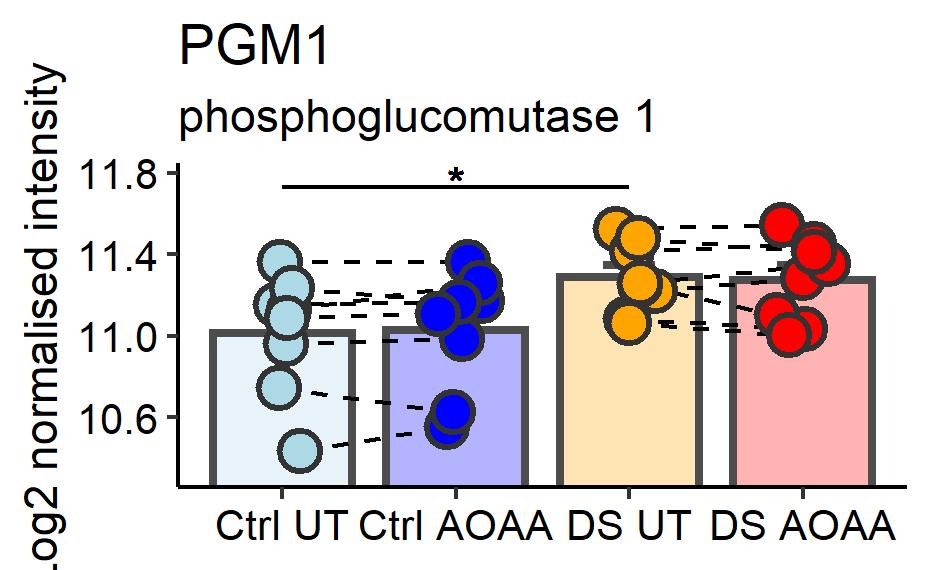 PGM1
phosphoglucomutase 1
Log2 normalised intensity
11.8
*
11.4
11.0
10.6
Ctrl UT Ctrl AOAA DS UT DS AOAA